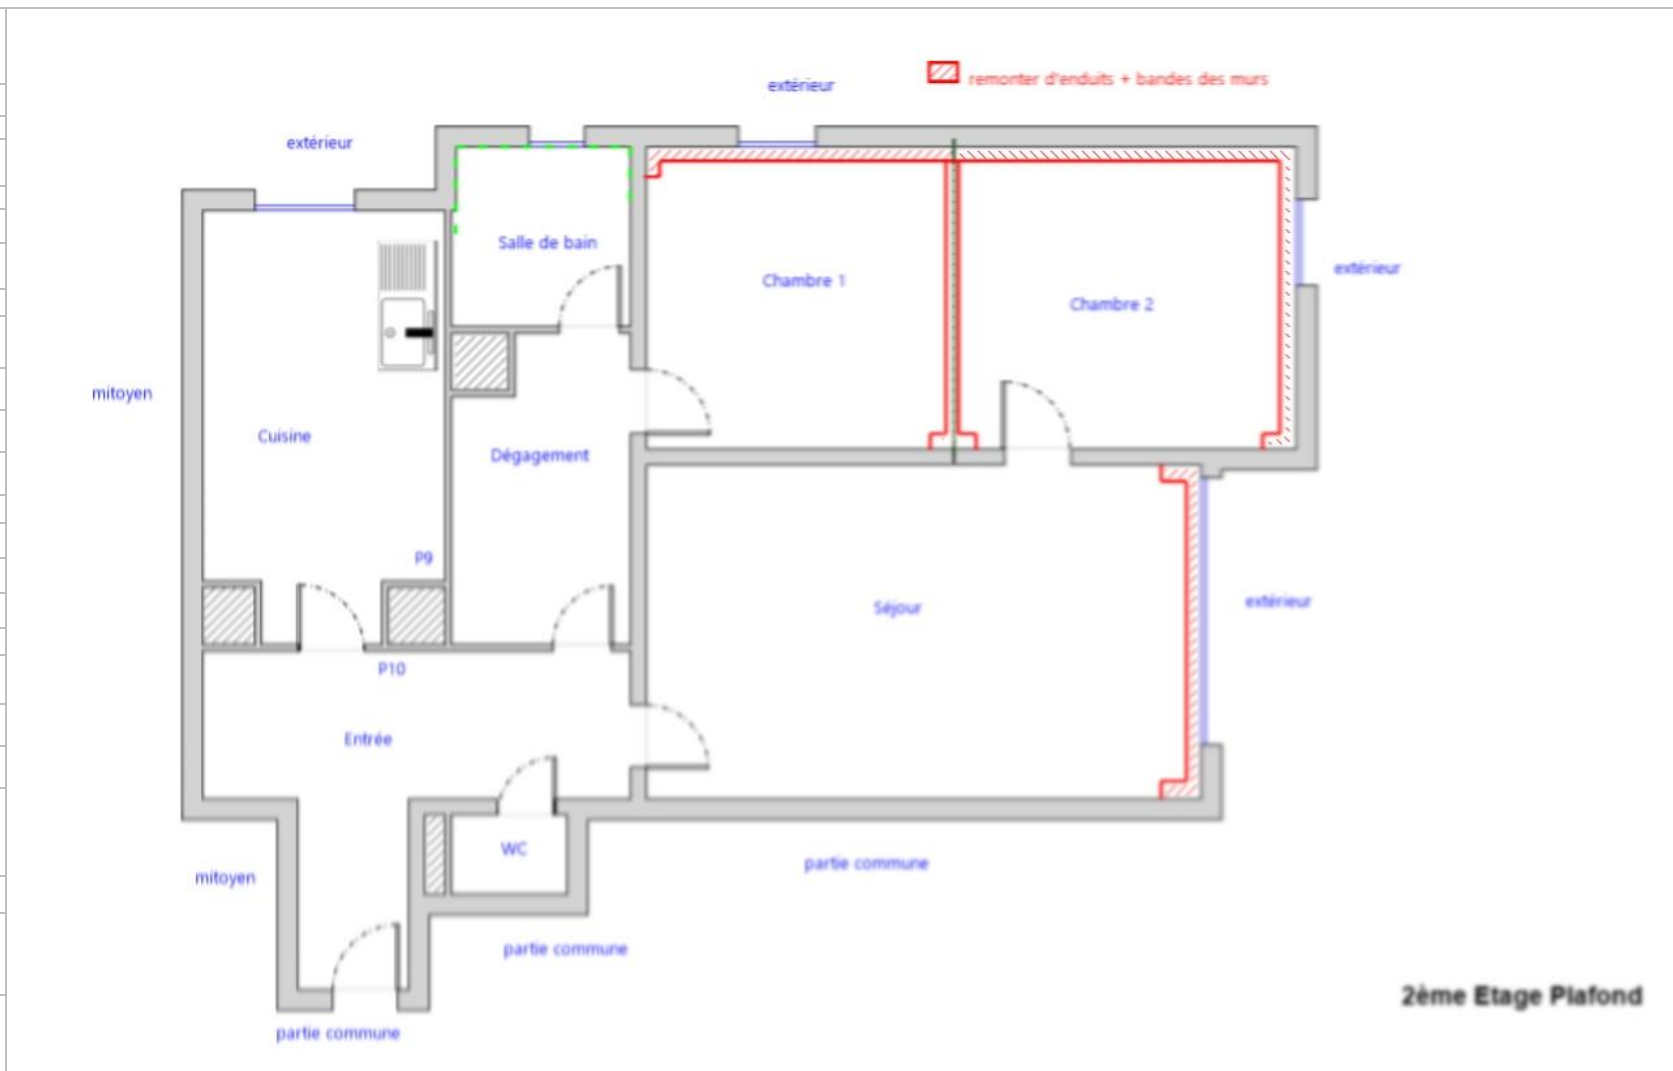 extérieur
remonter d'enduits + bandes des murs
extérieur
Salle de bain
extérieur
Chambre 1
Chambre 2
mitoyen
Cuisine
Dégagement
p9
extérieur
Séjour
P10
Entrée
WC
partie commune
mitoyen
partie commune
2ème Etage Plafond
partie commune